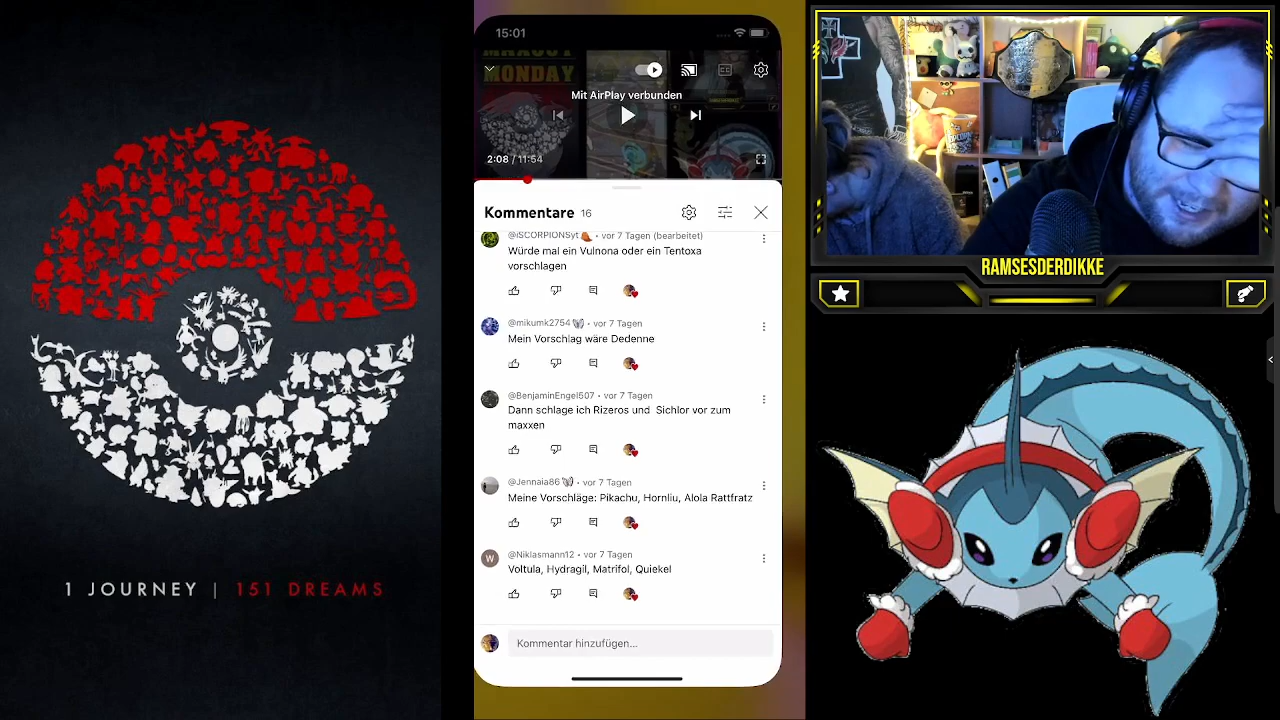 1 JOURNEY | 151 DREAMS
15:01
MONDAY
Mit AirPlay verbunden
2:08 / 11:54
Kommentare 16
@iSCORPIONSyt • vor 7 Tagen (bearbeitet)
Würde mal ein Vulnona oder ein Tentoxa
vorschlagen
@mikumk2754 • vor 7 Tagen
Mein Vorschlag wäre Dedenne
@BenjaminEngel507 • vor 7 Tagen
Dann schlage ich Rizeros und Sichlor vor zum
maxxen
@Jennaia86 • vor 7 Tagen
Meine Vorschläge: Pikachu, Hornliu, Alola Rattfratz
W
@Niklasmann12 • vor 7 Tagen
Voltula, Hydragil, Matrifol, Quiekel
Kommentar hinzufügen...
RAMSESDERDIKKE